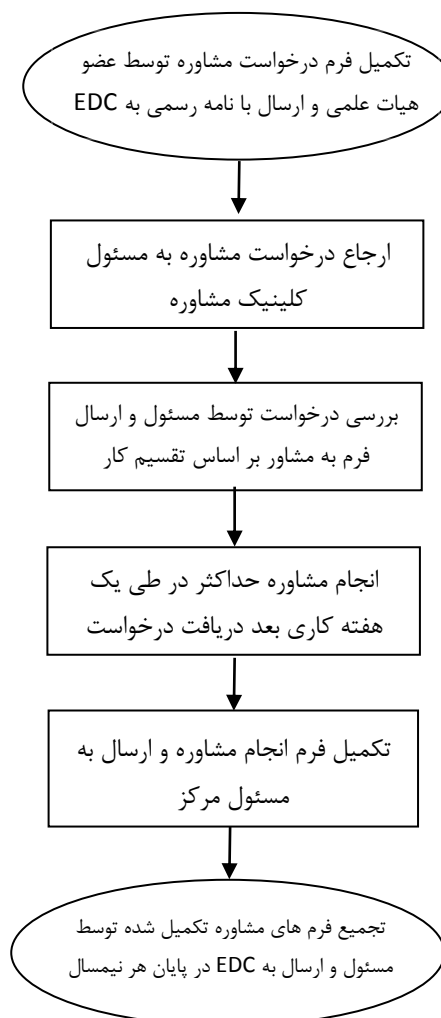 تکمیل فرم درخواست مشاوره توسط عضو
هیات علمی و ارسال با نامه رسمی به EDC
ارجاع درخواست مشاوره به مسئول
کلینیک مشاوره
بررسی درخواست توسط مسئول و ارسال
فرم به مشاور بر اساس تقسیم کار
انجام مشاوره حداکثر در طی یک
هفته کاری بعد دریافت درخواست
تکمیل فرم انجام مشاوره و ارسال به
مسئول مرکز
تجمیع فرم های مشاوره تکمیل شده توسط
مسئول و ارسال به EDC در پایان هر نیمسال